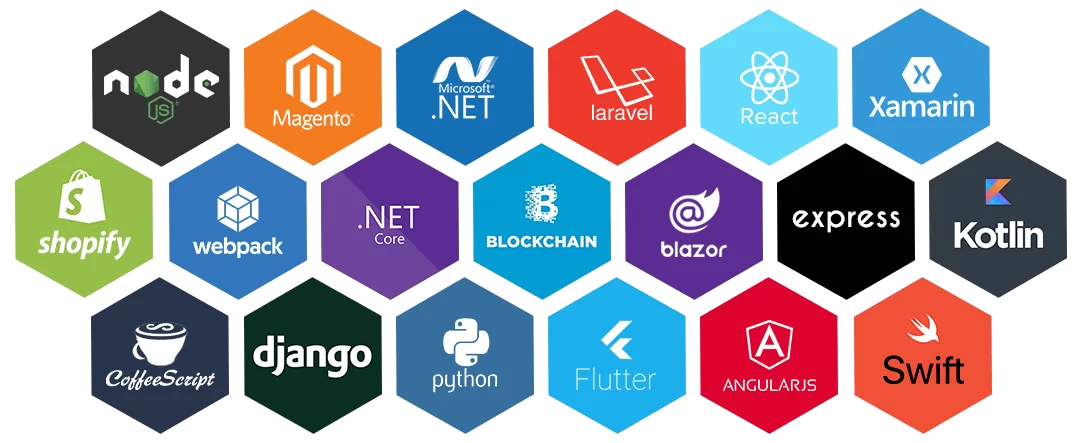 node
JS
Magento
Microsoft
.NET
laravel
React
Xamarin
S
shopify
webpack
.NET
Core
B
BLOCKCHAIN
@
blazor
express
Kotlin
CoffeeScript
django
python
Flutter
A
ANGULARJS
Swift